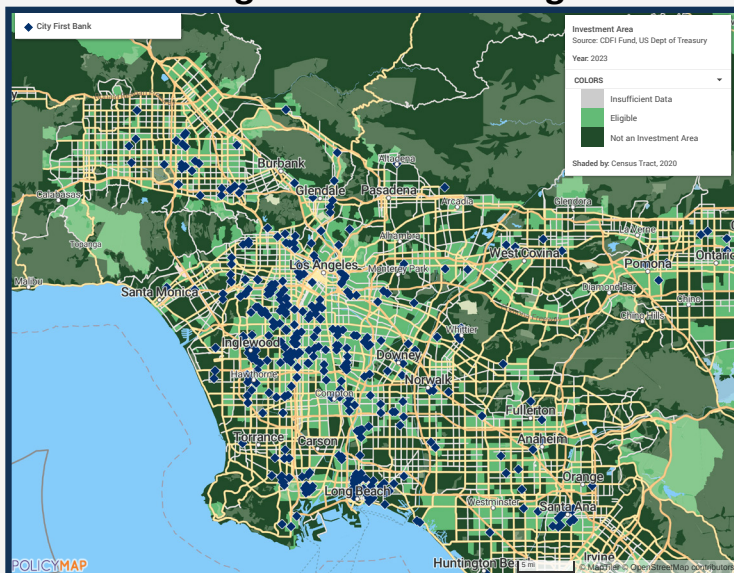 City First Bank
Investment Area
Source: CDFI Fund, US Dept of Treasury
Year: 2023
COLORS
Insufficient Data
Eligible
Not an Investment Area
Shaded by: Census Tract, 2020
Burbank
Altadena
Glendale
Pasadena
Arcadia
Glendora
Calabasas
La Verne
Topanga
Alhambra
West Covina
Los Angeles
Monterey Park
Pomona
Ontario
Malibu
Santa Monica
Diamond Bar
Chino
Chino Hills
Whittier
Inglewood
Downey
Hawthorne
Norwalk
Compton
Fullerton
Torrance
Carson
Anaheim
Orange
Long Beach
Westminster
Santa Ana
Irvine
Huntington Be
5 mi
© MapTiler © OpenStreetMap contributors
POLICYMAP